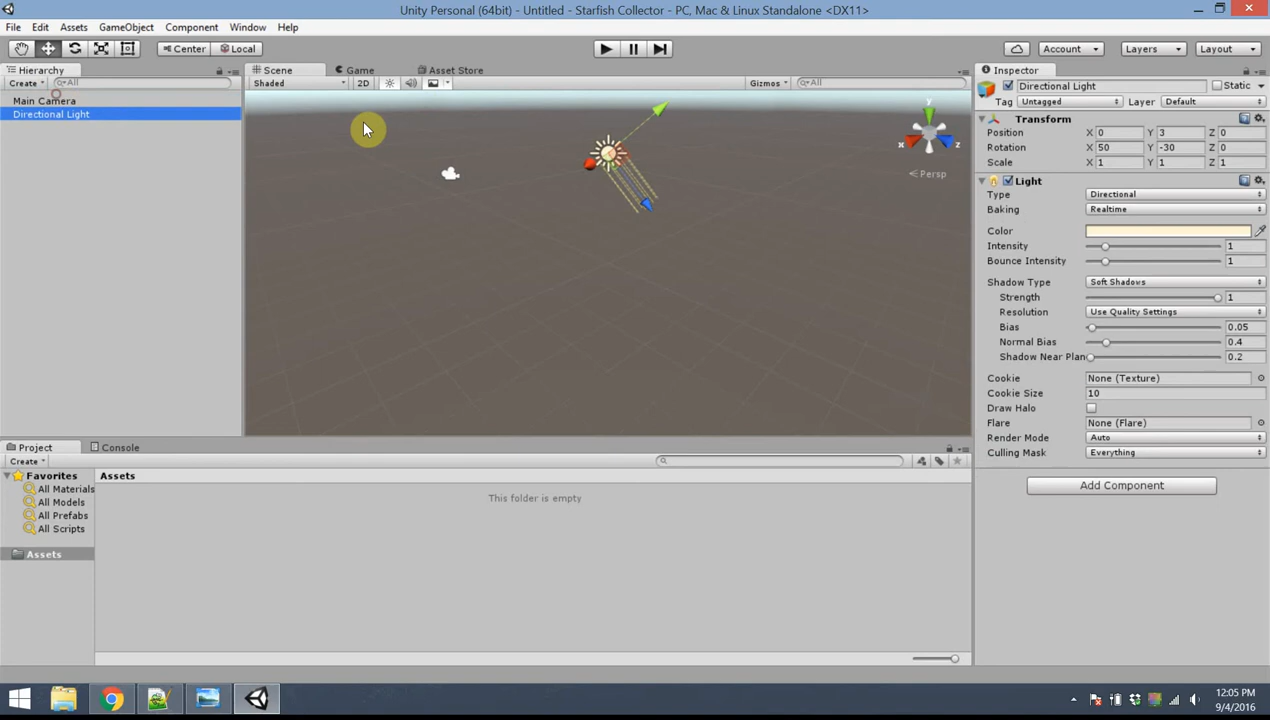 Unity Personal (64bit) - Untitled - Starfish Collector - PC, Mac & Linux Standalone <DX11>
File Edit Assets GameObject Component Window Help
Center Local Account Layers Layout
Hierarchy
Create All
Main Camera
Directional Light
Scene Game Asset Store
Shaded 2D Gizmos All
y
x z
Persp
Inspector
Directional Light Static
Tag Untagged Layer Default
Transform
Position X 0 Y 3 Z 0
Rotation X 50 Y -30 Z 0
Scale X 1 Y 1 Z 1
Light
Type Directional
Baking Realtime
Color
Intensity 1
Bounce Intensity 1
Shadow Type Soft Shadows
Strength 1
Resolution Use Quality Settings
Bias 0.05
Normal Bias 0.4
Shadow Near Plan 0.2
Cookie None (Texture)
Cookie Size 10
Draw Halo
Flare None (Flare)
Render Mode Auto
Culling Mask Everything
Add Component
Project Console
Create
Favorites
All Materials
All Models
All Prefabs
All Scripts
Assets
Assets
This folder is empty
12:05 PM
9/4/2016